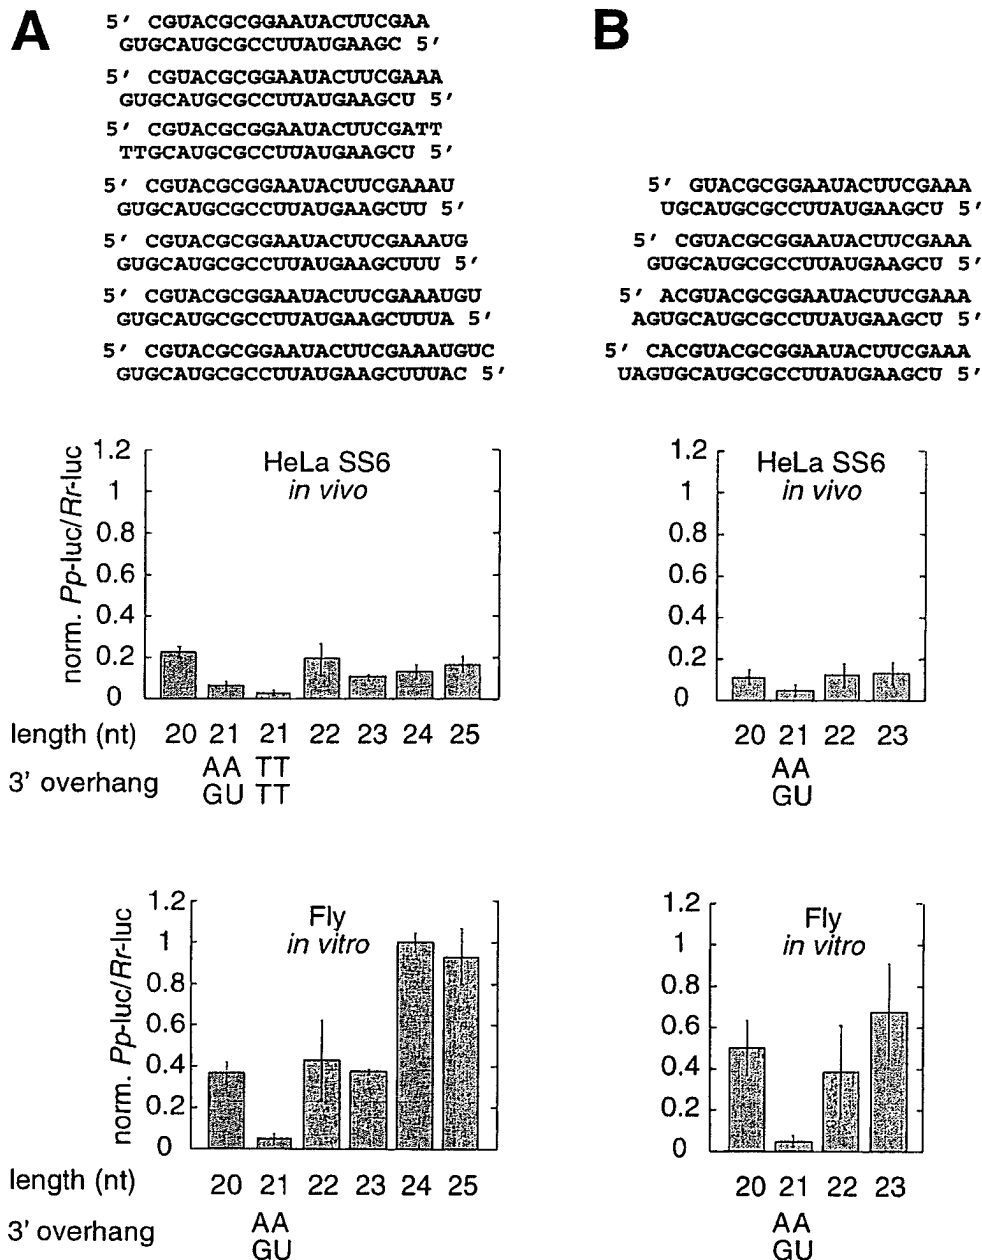 A
5' CGUACGCGGAAUACUUCGAA
GUGCAUGCGCCUUAUGAAGC 5'
5' CGUACGCGGAAUACUUCGAAA
GUGCAUGCGCCUUAUGAAGCU 5'
5' CGUACGCGGAAUACUUCGATT
TTGCAUGCGCCUUAUGAAGCU 5'
5' CGUACGCGGAAUACUUCGAAAU
GUGCAUGCGCCUUAUGAAGCUU 5'
5' CGUACGCGGAAUACUUCGAAAUG
GUGCAUGCGCCUUAUGAAGCUUU 5'
5' CGUACGCGGAAUACUUCGAAAUGU
GUGCAUGCGCCUUAUGAAGCUUUA 5'
5' CGUACGCGGAAUACUUCGAAAUGUC
GUGCAUGCGCCUUAUGAAGCUUUAC 5'
norm. Pp-luc/Rr-luc
1.2
1
0.8
0.6
0.4
0.2
0
HeLa SS6
in vivo
length (nt) 20 21 21 22 23 24 25
3' overhang
AA TT
GU TT
norm. Pp-luc/Rr-luc
1.2
1
0.8
0.6
0.4
0.2
0
Fly
in vitro
length (nt) 20 21 22 23 24 25
3' overhang
AA
GU
B
5' GUACGCGGAAUACUUCGAAA
UGCAUGCGCCUUAUGAAGCU 5'
5' CGUACGCGGAAUACUUCGAAA
GUGCAUGCGCCUUAUGAAGCU 5'
5' ACGUACGCGGAAUACUUCGAAA
AGUGCAUGCGCCUUAUGAAGCU 5'
5' CACGUACGCGGAAUACUUCGAAA
UAGUGCAUGCGCCUUAUGAAGCU 5'
1.2
1
0.8
0.6
0.4
0.2
0
HeLa SS6
in vivo
20 21 22 23
AA
GU
1.2
1
0.8
0.6
0.4
0.2
0
Fly
in vitro
20 21 22 23
AA
GU